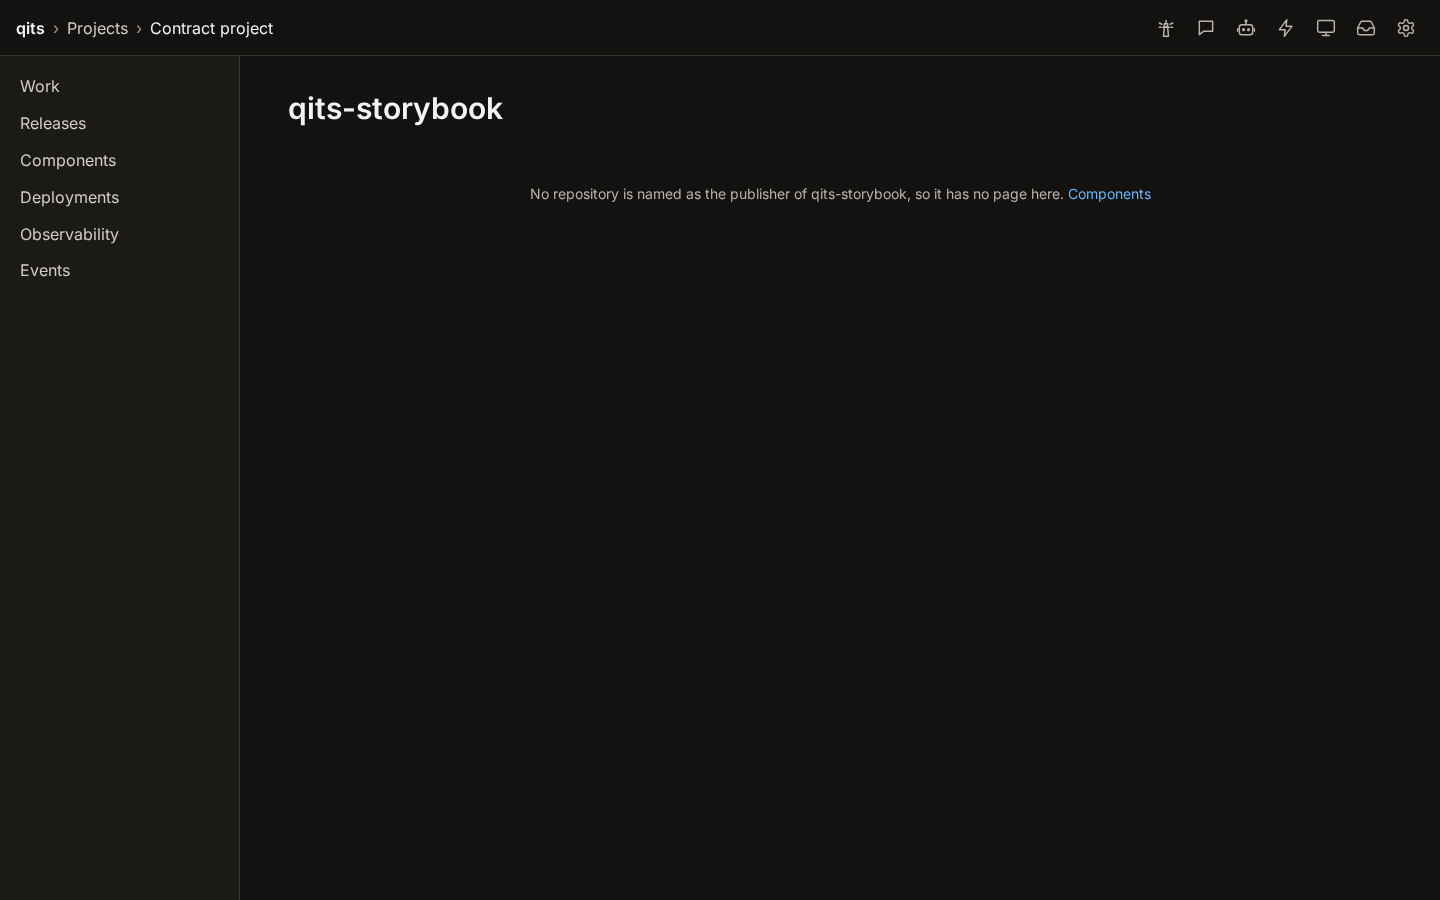 qits › Projects › Contract project
Work
Releases
Components
Deployments
Observability
Events
qits-storybook
No repository is named as the publisher of qits-storybook, so it has no page here. Components